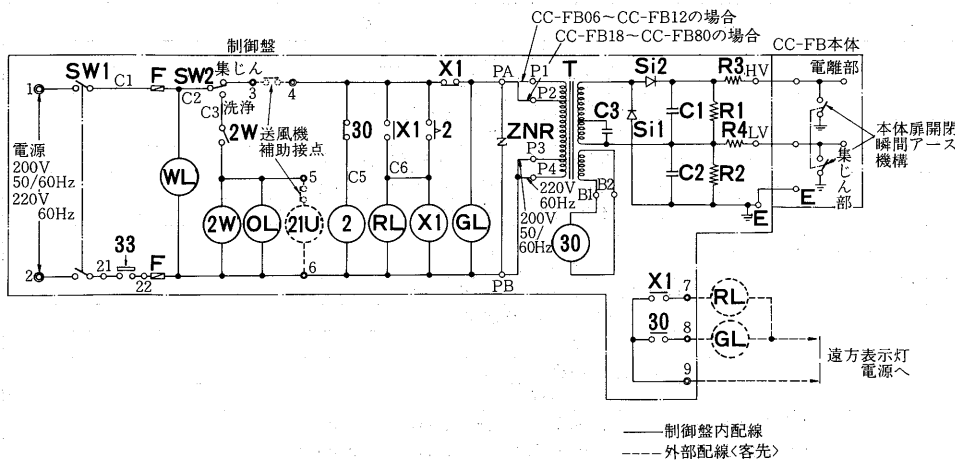 CC-FB06～CC-FB12の場合
CC-FB18～CC-FB80の場合
制御盤
CC-FB本体
SW1
C1
F
SW2
集じん
C2
3
4
X1
PA
P1
T
Si2
R3
HV
電離部
1
洗浄
C3
P2
C3
C1
R1
2W
送風機
補助接点
30
X1
2
ZNR
Si1
R4
LV
本体扉開閉
瞬間アース
機構
電源
200V
50/60Hz
220V
60Hz
WL
5
C5
C6
P3
P4
220V
60Hz
200V
50/
60Hz
B1
B2
C2
R2
E
E
集じん部
2W
OL
21U
2
RL
X1
GL
30
33
F
2
21
22
6
PB
X1
7
RL
30
8
GL
9
遠方表示灯
電源へ
制御盤内配線
外部配線<客先>